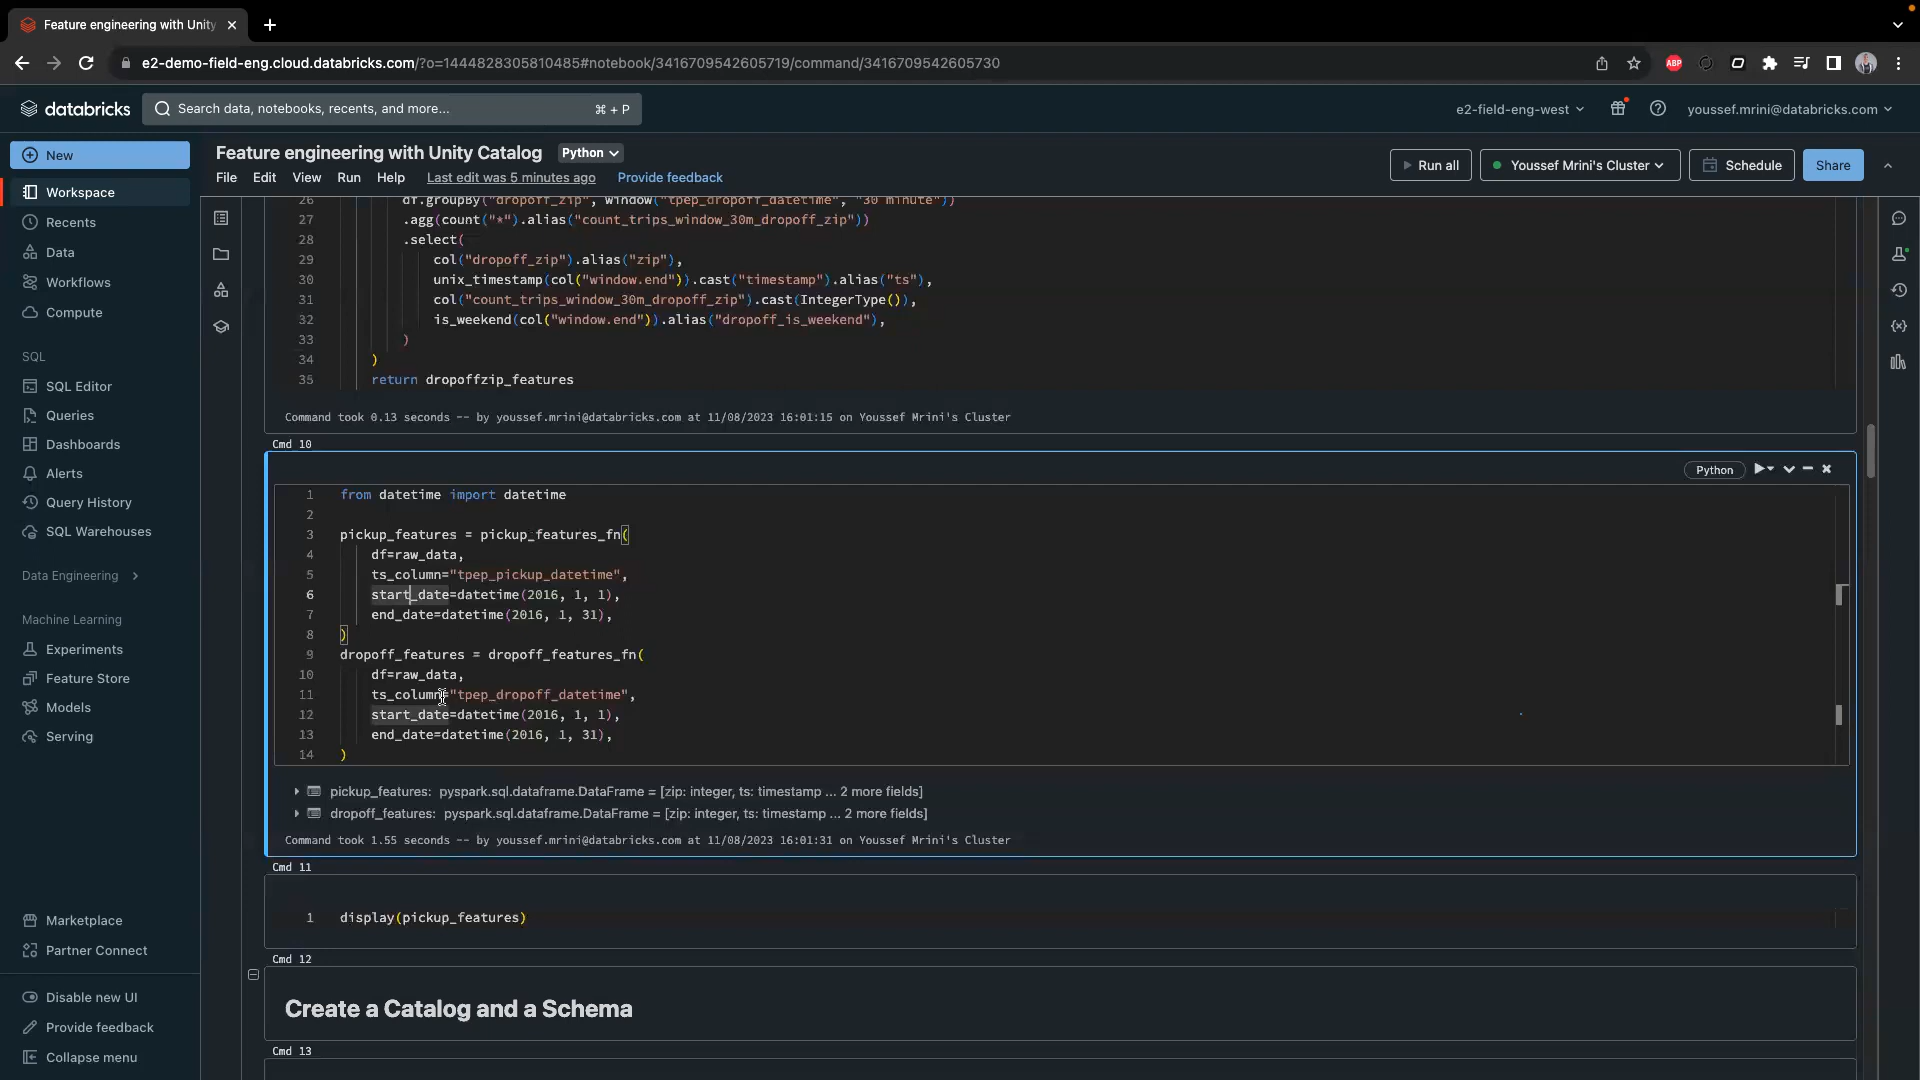 Feature engineering with Unity
e2-demo-field-eng.cloud.databricks.com/?o=1444828305810485#notebook/3416709542605719/command/3416709542605730
ABP
databricks
Search data, notebooks, recents, and more...
⌘ + P
e2-field-eng-west
youssef.mrini@databricks.com
New
Workspace
Recents
Data
Workflows
Compute
SQL
SQL Editor
Queries
Dashboards
Alerts
Query History
SQL Warehouses
Data Engineering
Machine Learning
Experiments
Feature Store
Models
Serving
Marketplace
Partner Connect
Disable new UI
Provide feedback
Collapse menu
Feature engineering with Unity Catalog
Python
File Edit View Run Help Last edit was 5 minutes ago Provide feedback
Run all
Youssef Mrini's Cluster
Schedule
Share
26 df.groupBy("dropoff_zip", window("tpep_dropoff_datetime", "30 minute"))
27 .agg(count("*").alias("count_trips_window_30m_dropoff_zip"))
28 .select(
29 col("dropoff_zip").alias("zip"),
30 unix_timestamp(col("window.end")).cast("timestamp").alias("ts"),
31 col("count_trips_window_30m_dropoff_zip").cast(IntegerType()),
32 is_weekend(col("window.end")).alias("dropoff_is_weekend"),
33 )
34 )
35 return dropoffzip_features
Command took 0.13 seconds -- by youssef.mrini@databricks.com at 11/08/2023 16:01:15 on Youssef Mrini's Cluster
Cmd 10
Python
1 from datetime import datetime
2
3 pickup_features = pickup_features_fn(
4 df=raw_data,
5 ts_column="tpep_pickup_datetime",
6 start_date=datetime(2016, 1, 1),
7 end_date=datetime(2016, 1, 31),
8 )
9 dropoff_features = dropoff_features_fn(
10 df=raw_data,
11 ts_column="tpep_dropoff_datetime",
12 start_date=datetime(2016, 1, 1),
13 end_date=datetime(2016, 1, 31),
14 )
pickup_features: pyspark.sql.dataframe.DataFrame = [zip: integer, ts: timestamp ... 2 more fields]
dropoff_features: pyspark.sql.dataframe.DataFrame = [zip: integer, ts: timestamp ... 2 more fields]
Command took 1.55 seconds -- by youssef.mrini@databricks.com at 11/08/2023 16:01:31 on Youssef Mrini's Cluster
Cmd 11
1 display(pickup_features)
Cmd 12
Create a Catalog and a Schema
Cmd 13